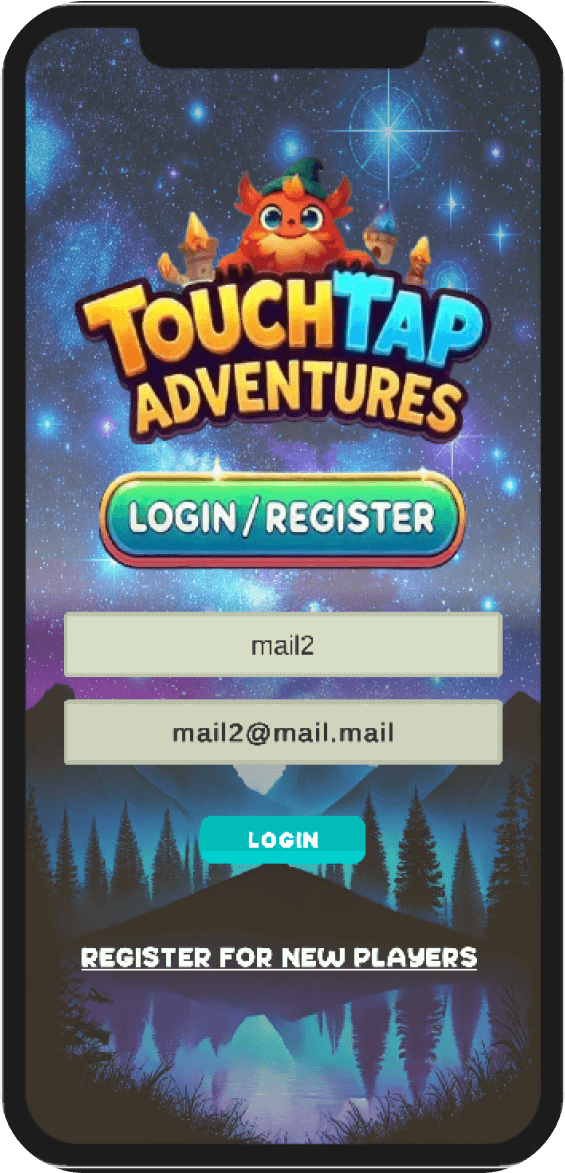 TOUCHTAP
ADVENTURES
LOGIN / REGISTER
mail2
mail2@mail.mail
LOGIN
REGISTER FOR NEW PLAYERS